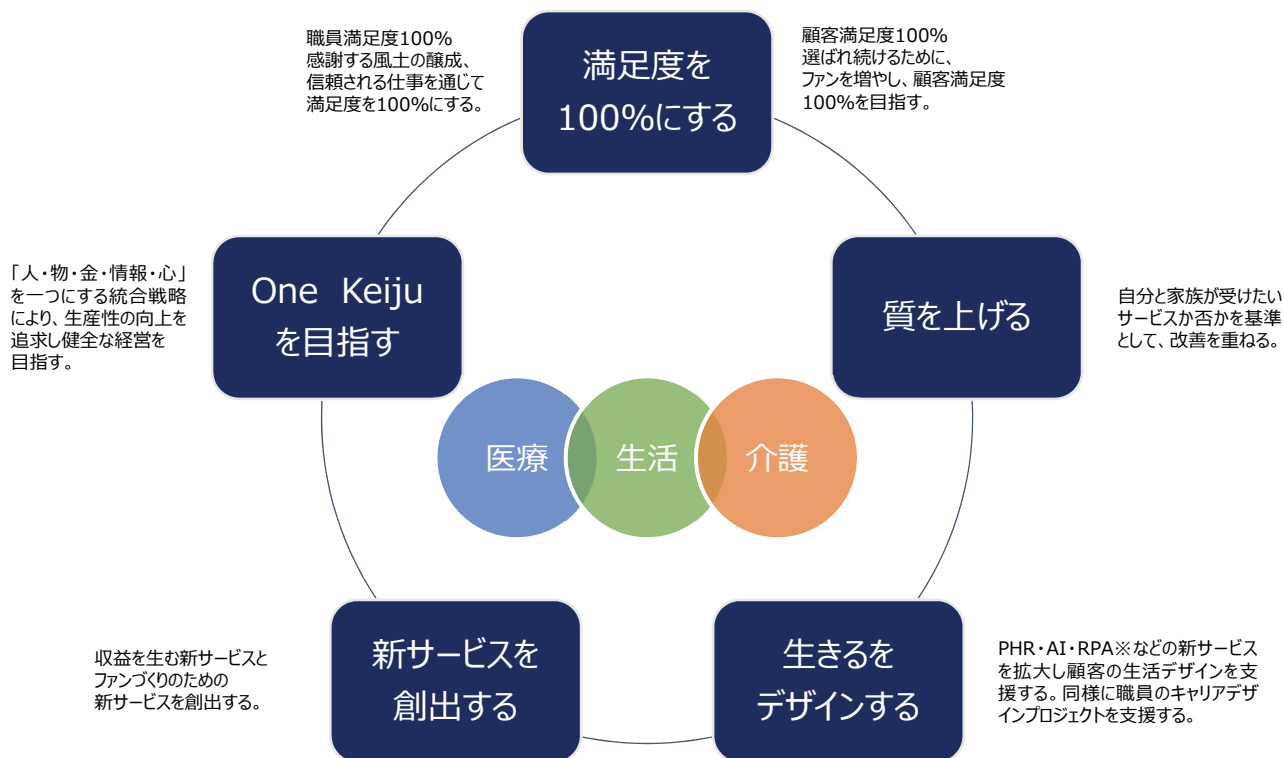 職員満足度100%
感謝する風土の醸成、
信頼される仕事を通じて
満足度を100%にする。
満足度を
100%にする
顧客満足度100%
選ばれ続けるために、
ファンを増やし、顧客満足度
100%を目指す。
「人・物・金・情報・心」
を一つにする統合戦略
により、生産性の向上を
追求し健全な経営を
目指す。
One Keiju
を目指す
質を上げる
自分と家族が受けたい
サービスか否かを基準
として、改善を重ねる。
医療
生活
介護
収益を生む新サービスと
ファンづくりのための
新サービスを創出する。
新サービスを
創出する
生きるを
デザインする
PHR・AI・RPA※などの新サービス
を拡大し顧客の生活デザインを支
援する。同様に職員のキャリアデザ
インプロジェクトを支援する。